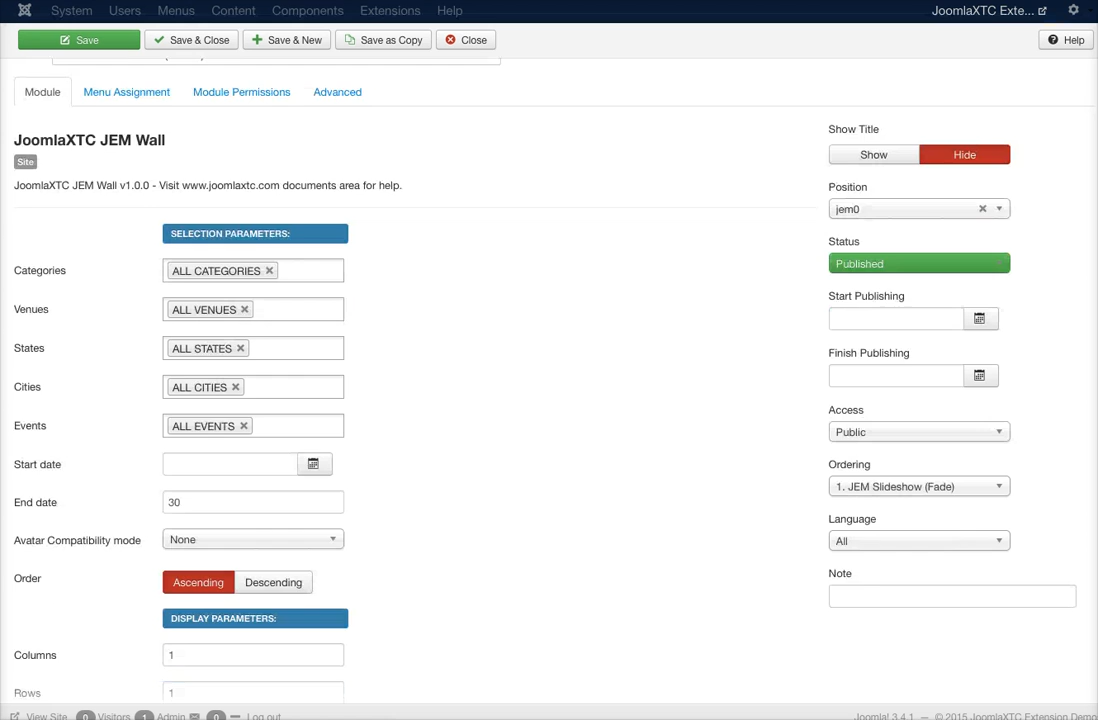 System Users Menus Content Components Extensions Help JoomlaXTC Exte...
Save Save & Close Save & New Save as Copy Close Help
Module Menu Assignment Module Permissions Advanced
JoomlaXTC JEM Wall
Site
JoomlaXTC JEM Wall v1.0.0 - Visit www.joomlaxtc.com documents area for help.
SELECTION PARAMETERS:
Categories ALL CATEGORIES
Venues ALL VENUES
States ALL STATES
Cities ALL CITIES
Events ALL EVENTS
Start date
End date 30
Avatar Compatibility mode None
Order Ascending Descending
DISPLAY PARAMETERS:
Columns 1
Rows 1
Show Title
Show Hide
Position
jem0
Status
Published
Start Publishing
Finish Publishing
Access
Public
Ordering
1. JEM Slideshow (Fade)
Language
All
Note
View Site 0 Visitors 1 Admin 0 Log out Joomla! 3.4.1 — © 2015 JoomlaXTC Extension Demo